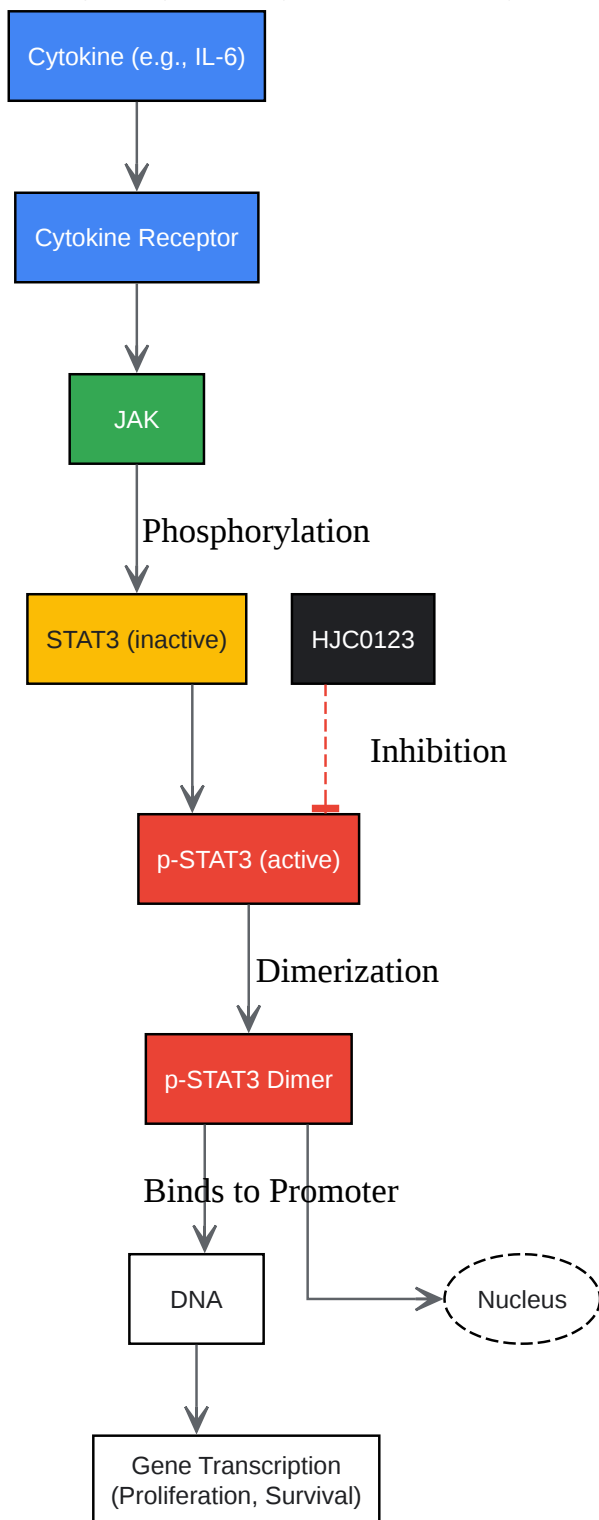 Cytokine (e.g., IL-6)
Cytokine Receptor
JAK
Phosphorylation
STAT3 (inactive)
HJC0123
Inhibition
p-STAT3 (active)
Dimerization
p-STAT3 Dimer
Binds to Promoter
DNA
Nucleus
Gene Transcription
(Proliferation, Survival)